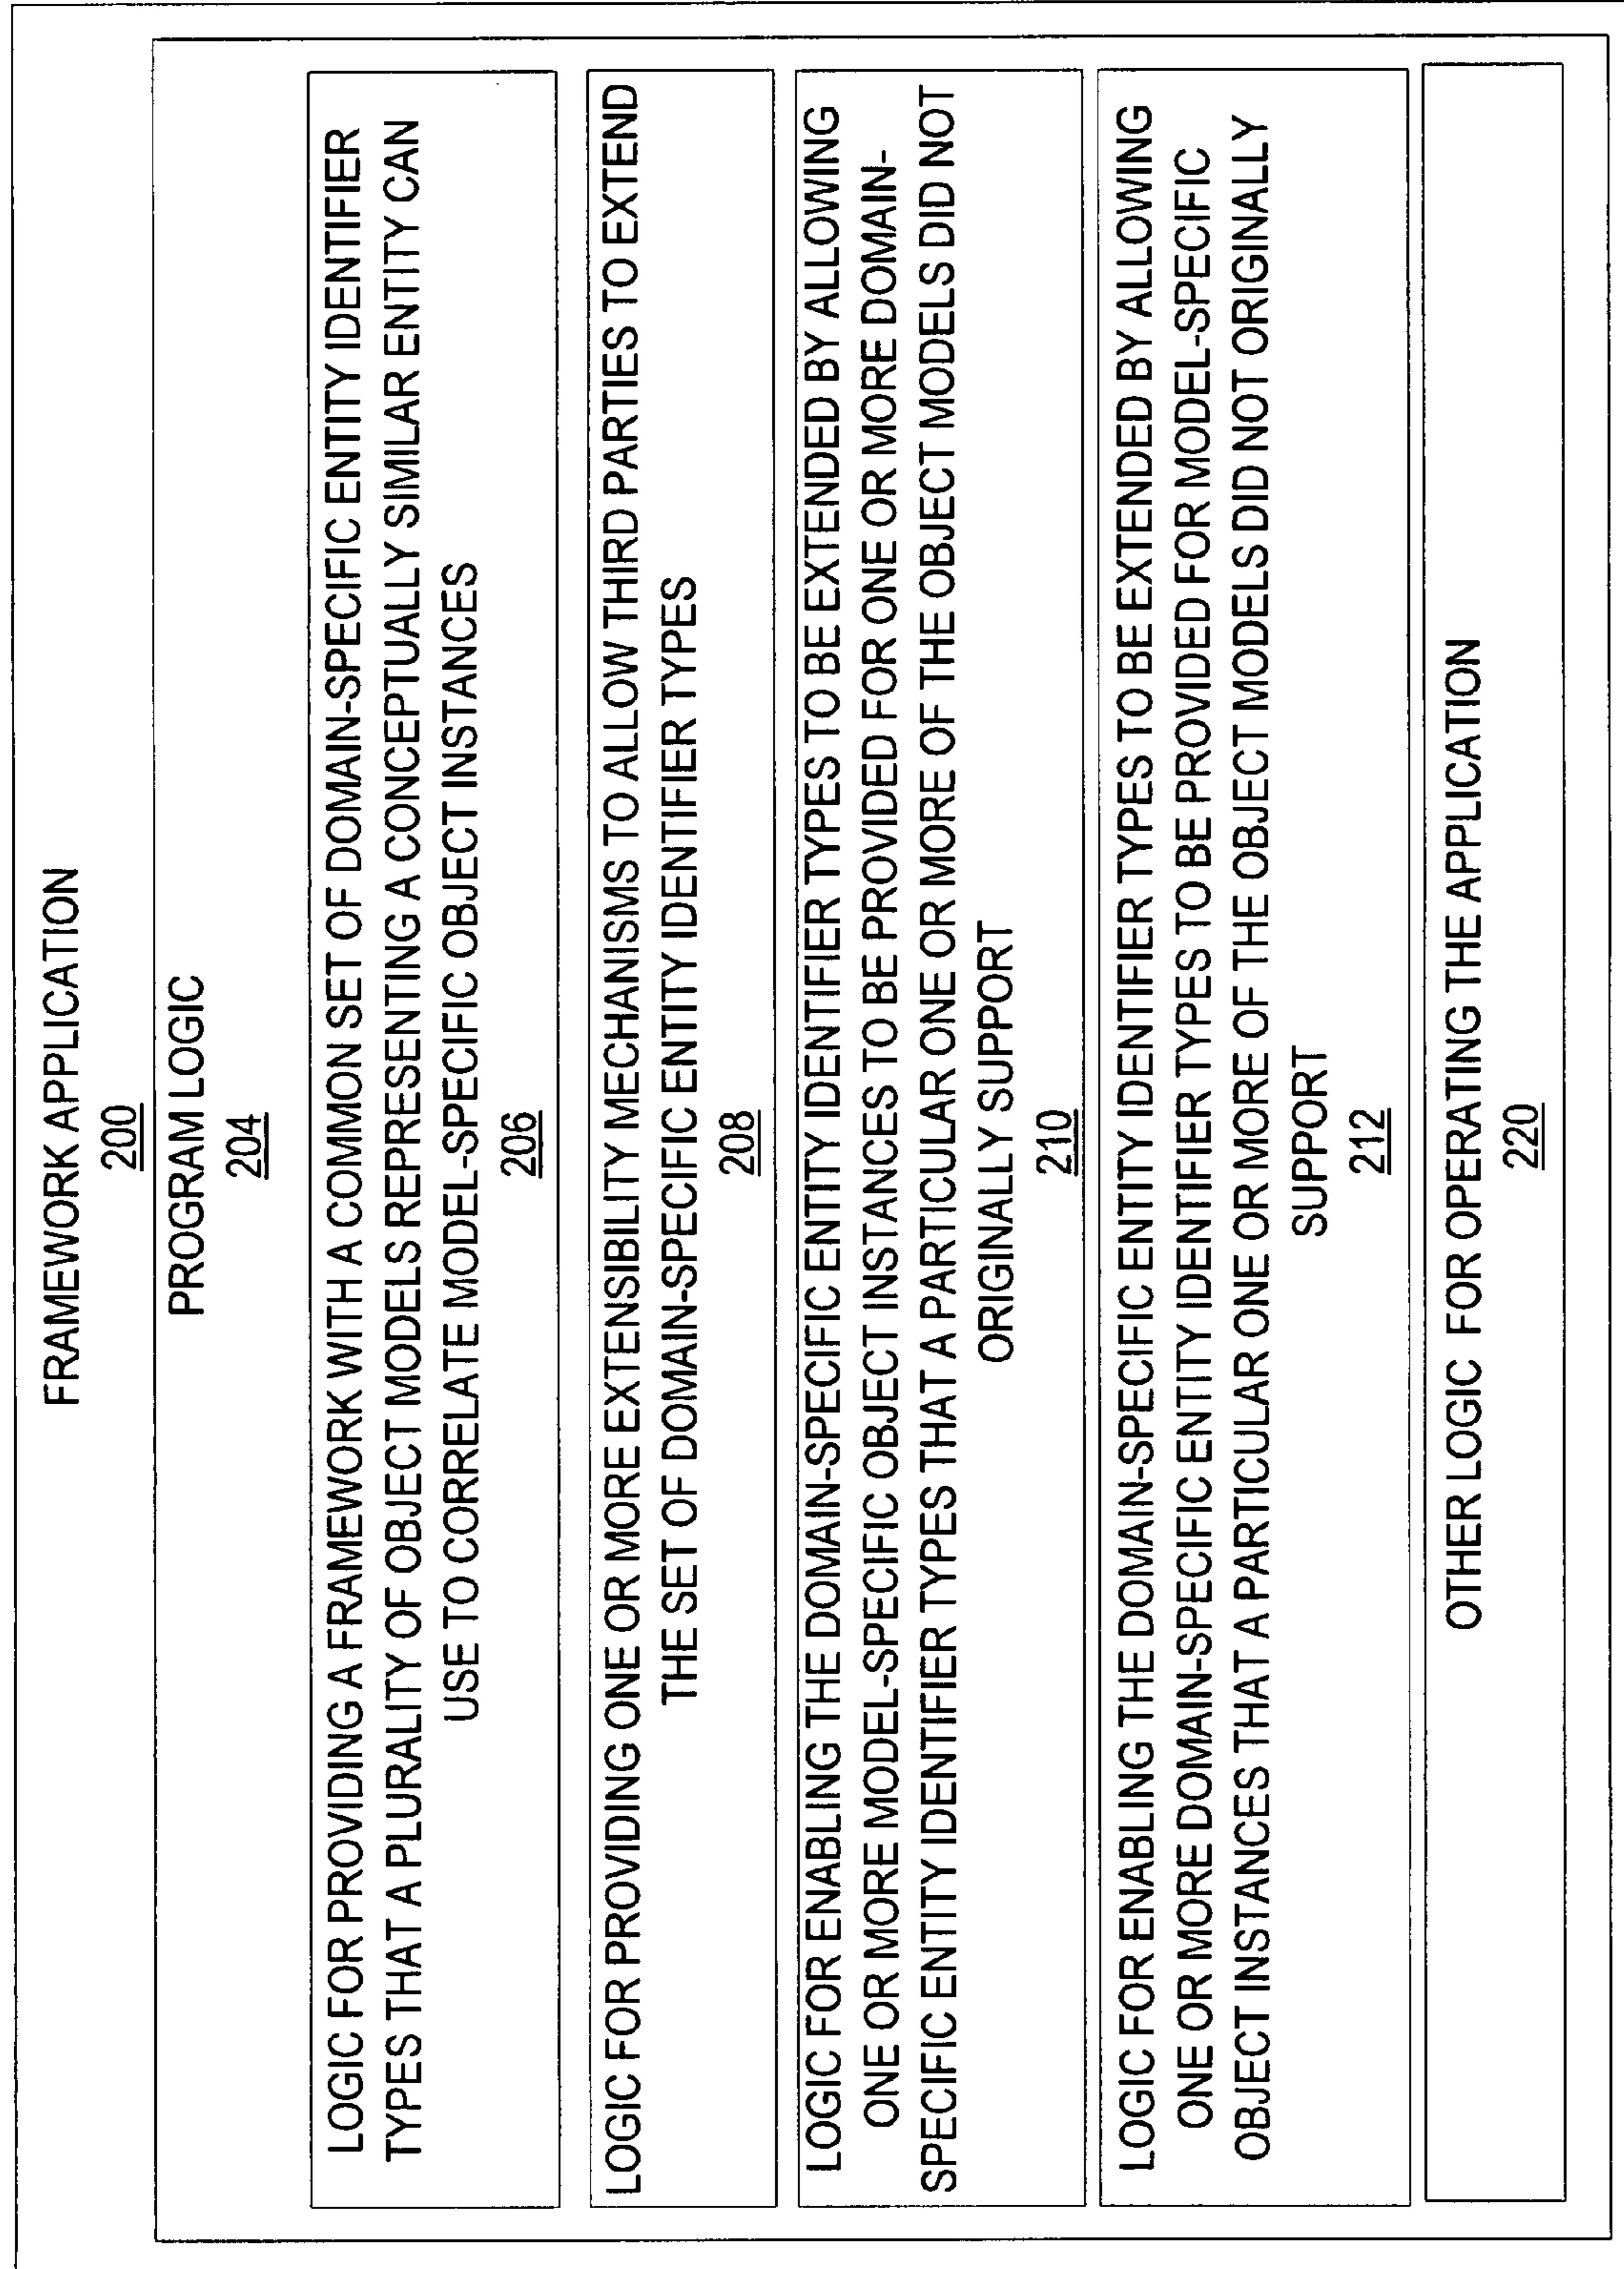 FRAMEWORK APPLICATION
200
PROGRAM LOGIC
204
LOGIC FOR PROVIDING A FRAMEWORK WITH A COMMON SET OF DOMAIN-SPECIFIC ENTITY IDENTIFIER
TYPES THAT A PLURALITY OF OBJECT MODELS REPRESENTING A CONCEPTUALLY SIMILAR ENTITY CAN
USE TO CORRELATE MODEL-SPECIFIC OBJECT INSTANCES
206
LOGIC FOR PROVIDING ONE OR MORE EXTENSIBILITY MECHANISMS TO ALLOW THIRD PARTIES TO EXTEND
THE SET OF DOMAIN-SPECIFIC ENTITY IDENTIFIER TYPES
208
LOGIC FOR ENABLING THE DOMAIN-SPECIFIC ENTITY IDENTIFIER TYPES TO BE EXTENDED BY ALLOWING
ONE OR MORE MODEL-SPECIFIC OBJECT INSTANCES TO BE PROVIDED FOR ONE OR MORE DOMAIN-
SPECIFIC ENTITY IDENTIFIER TYPES THAT A PARTICULAR ONE OR MORE OF THE OBJECT MODELS DID NOT
ORIGINALLY SUPPORT
210
LOGIC FOR ENABLING THE DOMAIN-SPECIFIC ENTITY IDENTIFIER TYPES TO BE EXTENDED BY ALLOWING
ONE OR MORE DOMAIN-SPECIFIC ENTITY IDENTIFIER TYPES TO BE PROVIDED FOR MODEL-SPECIFIC
OBJECT INSTANCES THAT A PARTICULAR ONE OR MORE OF THE OBJECT MODELS DID NOT ORIGINALLY
SUPPORT
212
OTHER LOGIC FOR OPERATING THE APPLICATION
220